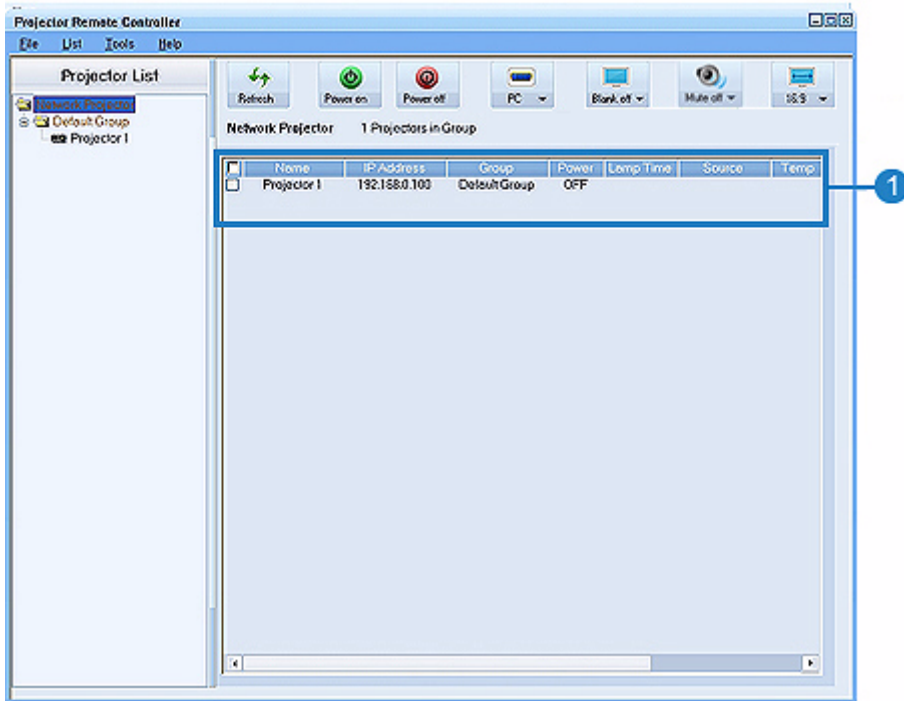 Projector Remote Controller
File List Tools Help
Projector List
Network Projector
Default Group
Projector 1
Refresh Power on Power off PC Blank off Mute off 16:9
Network Projector 1 Projectors in Group
Name IP Address Group Power Lamp Time Source Temp
Projector 1 192.168.0.100 Default Group OFF
1